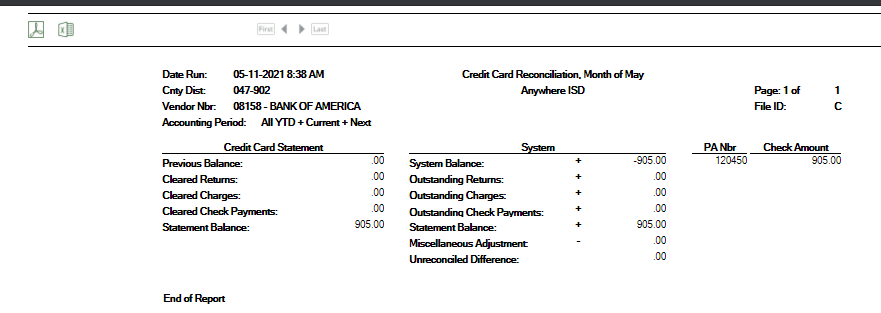 First Last
Date Run: 05-11-2021 8:38 AM Credit Card Reconciliation, Month of May
Cnty Dist: 047-902 Anywhere ISD Page: 1 of 1
Vendor Nbr: 08158 - BANK OF AMERICA File ID: C
Accounting Period: All YTD + Current + Next
Credit Card Statement System PA Nbr Check Amount
Previous Balance: .00 System Balance: + -905.00 120450 905.00
Cleared Returns: .00 Outstanding Returns: + .00
Cleared Charges: .00 Outstanding Charges: + .00
Cleared Check Payments: .00 Outstanding Check Payments: + .00
Statement Balance: 905.00 Statement Balance: + 905.00
Miscellaneous Adjustment: - .00
Unreconciled Difference: .00
End of Report